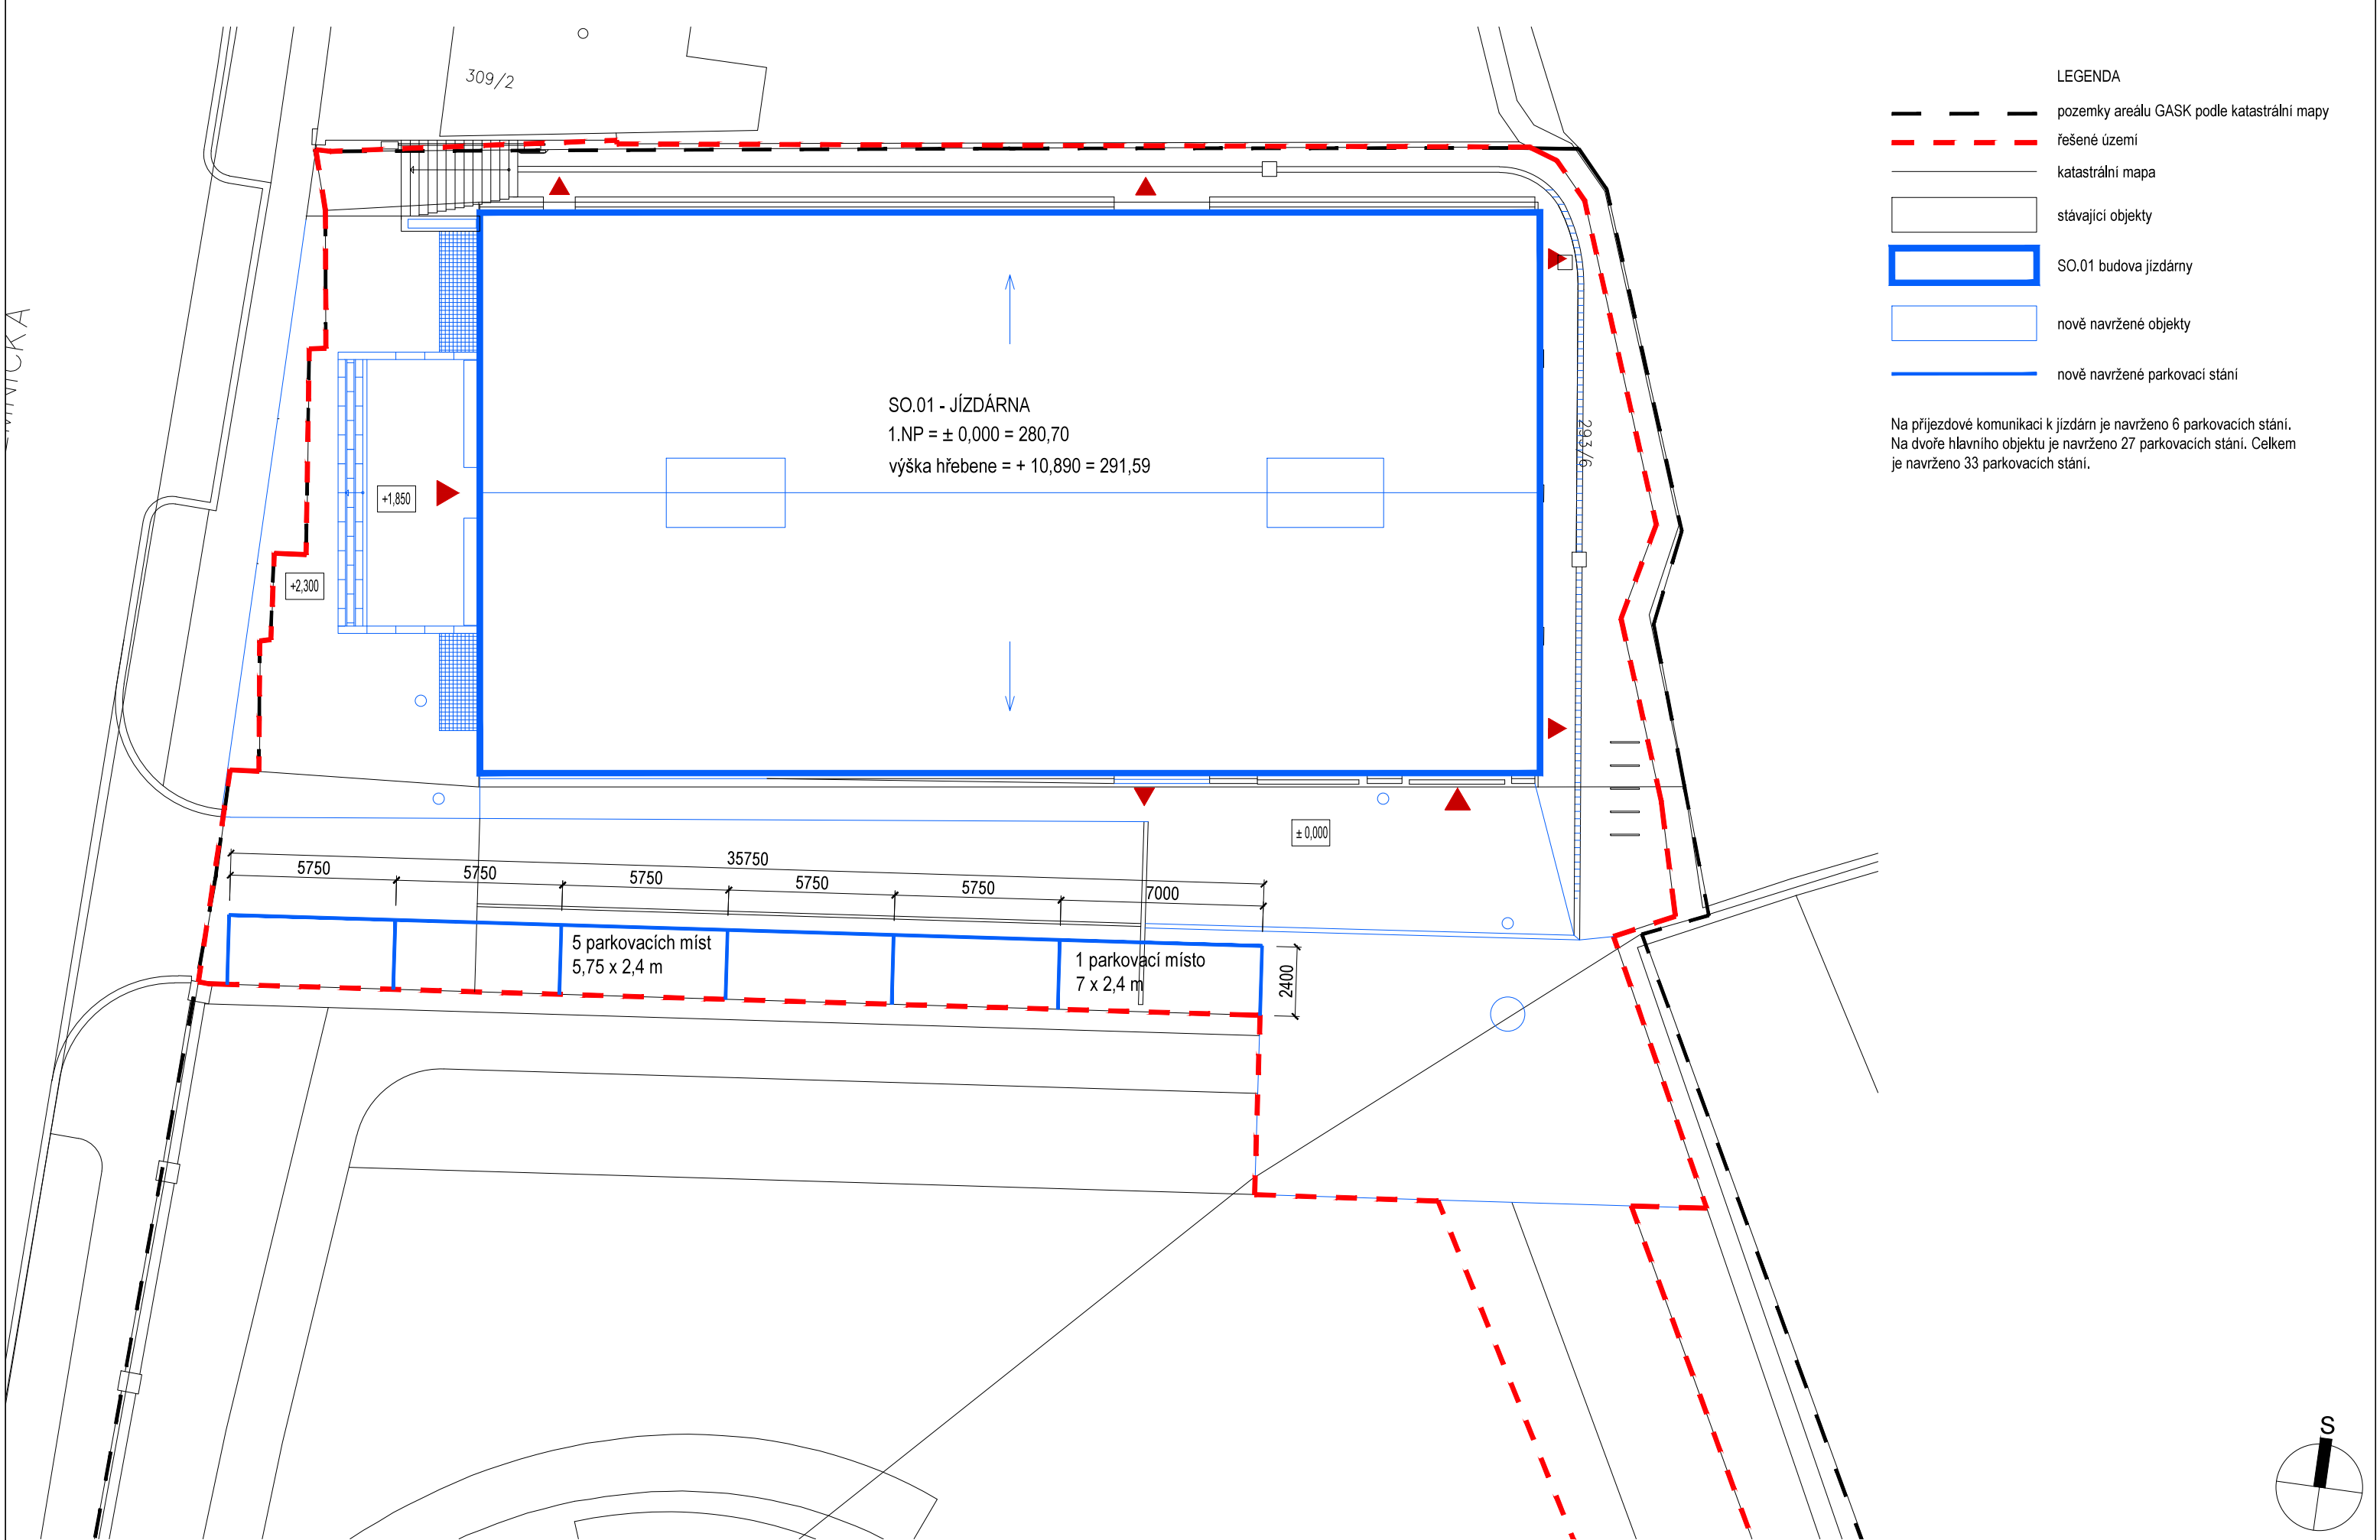 309/2
LEGENDA
pozemky areálu GASK podle katastrální mapy
řešené území
katastrální mapa
stávající objekty
SO.01 budova jízdárny
nově navržené objekty
nově navržené parkovací stání
Na příjezdové komunikaci k jízdárn je navrženo 6 parkovacích stání.
Na dvoře hlavního objektu je navrženo 27 parkovacích stání. Celkem
je navrženo 33 parkovacích stání.
SO.01 - JÍZDÁRNA
1.NP = ± 0,000 = 280,70
výška hřebene = + 10,890 = 291,59
293/6
+1,850
+2,300
± 0,000
35750
5750
5750
5750
5750
5750
7000
5 parkovacích míst
5,75 x 2,4 m
1 parkovací místo
7 x 2,4 m
2400
S